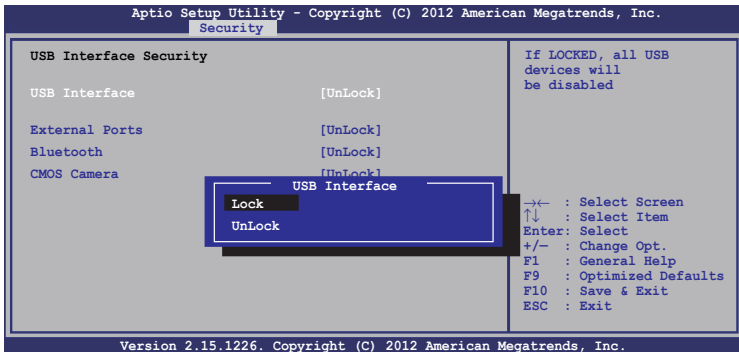 Aptio Setup Utility - Copyright (C) 2012 American Megatrends, Inc.
Security
USB Interface Security
USB Interface [UnLock]
External Ports [UnLock]
Bluetooth [UnLock]
CMOS Camera [UnLock]
USB Interface
Lock
UnLock
If LOCKED, all USB
devices will
be disabled
→← : Select Screen
↑↓ : Select Item
Enter: Select
+/— : Change Opt.
F1 : General Help
F9 : Optimized Defaults
F10 : Save & Exit
ESC : Exit
Version 2.15.1226. Copyright (C) 2012 American Megatrends, Inc.